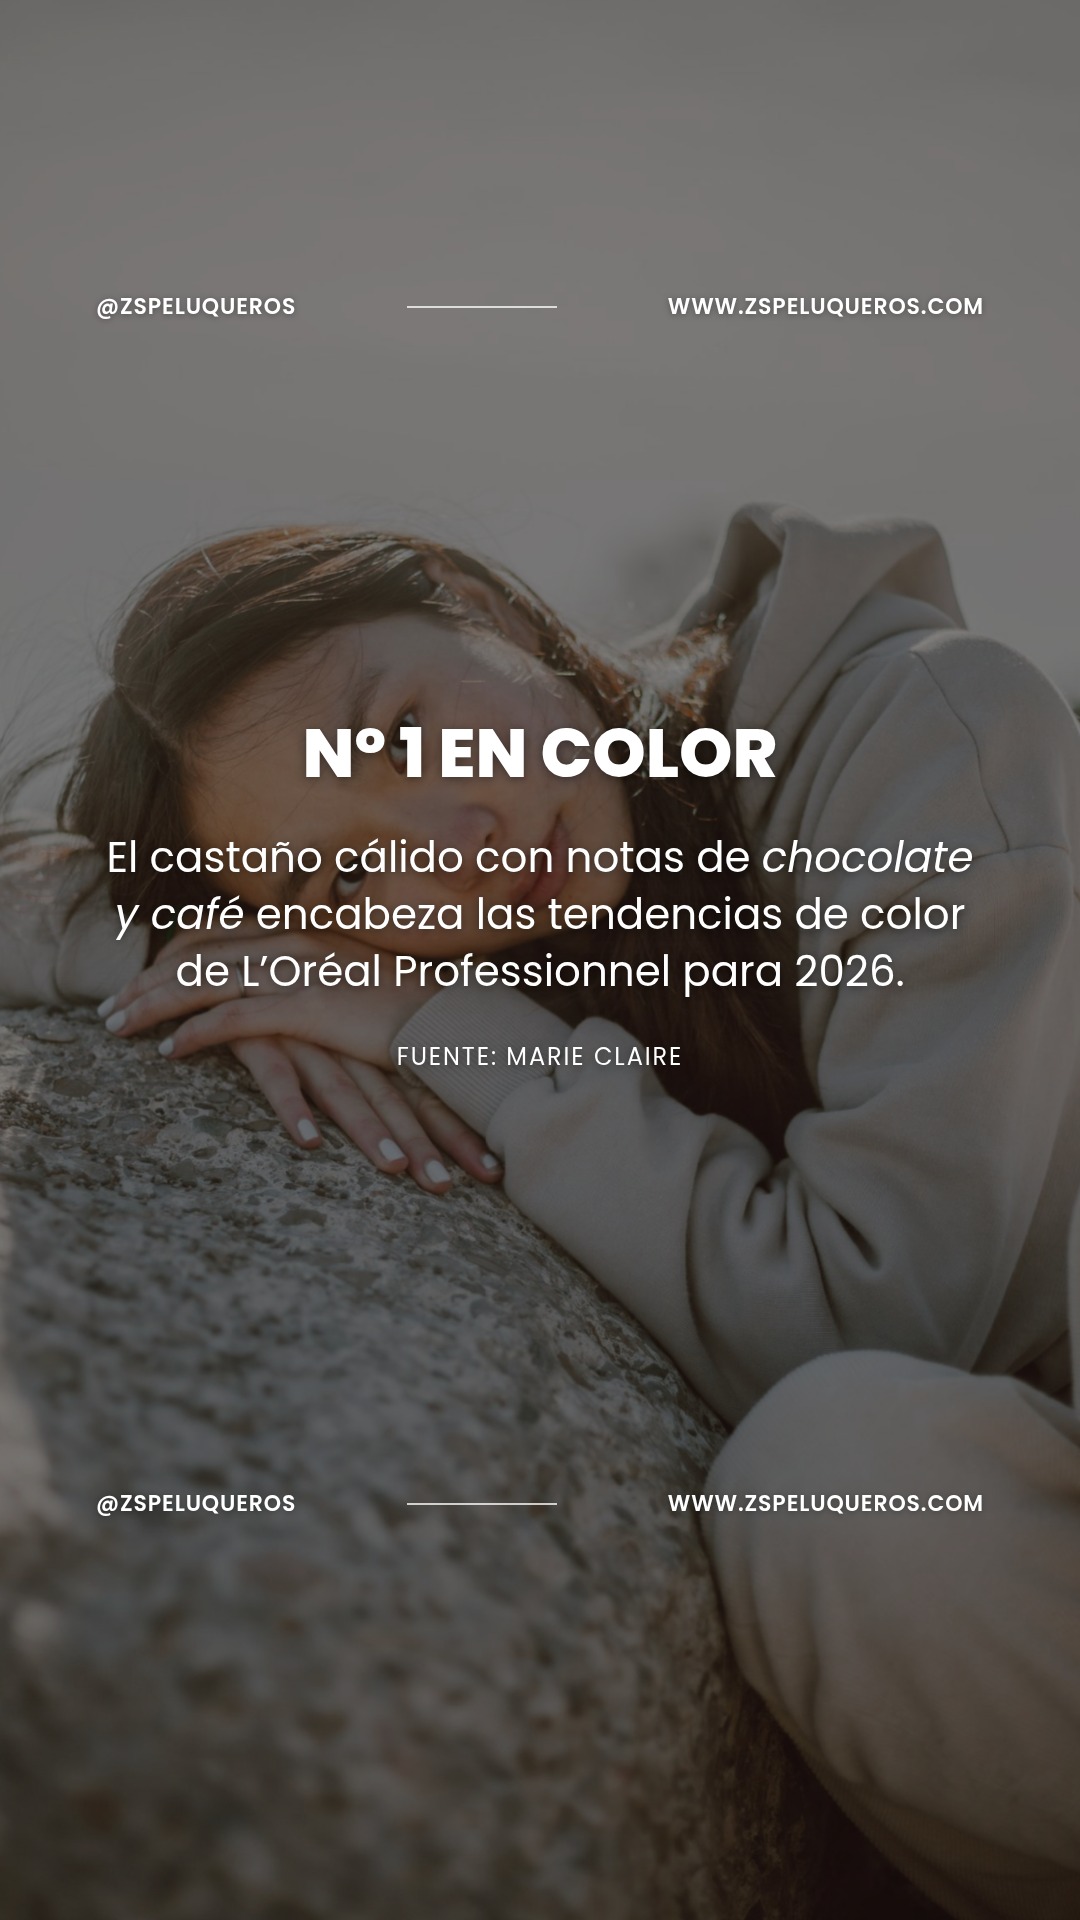 @ZSPELUQUEROS WWW.ZSPELUQUEROS.COM
Nº 1 EN COLOR
El castaño cálido con notas de chocolate
y café encabeza las tendencias de color
de L’Oréal Professionnel para 2026.
FUENTE: MARIE CLAIRE
@ZSPELUQUEROS WWW.ZSPELUQUEROS.COM